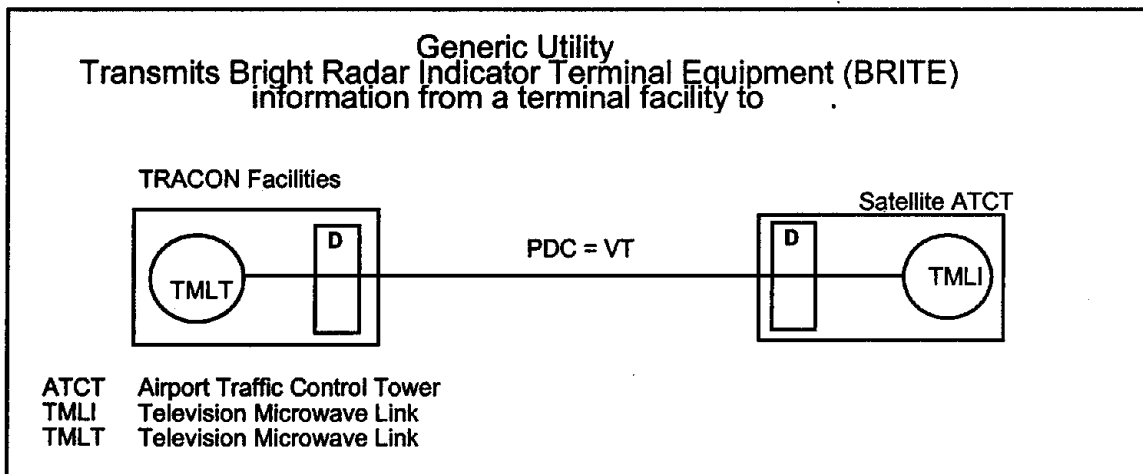 Generic Utility
Transmits Bright Radar Indicator Terminal Equipment (BRITE)
information from a terminal facility to .
TRACON Facilities
Satellite ATCT
D
PDC = VT
D
TMLT
TMLI
ATCT Airport Traffic Control Tower
TMLI Television Microwave Link
TMLT Television Microwave Link